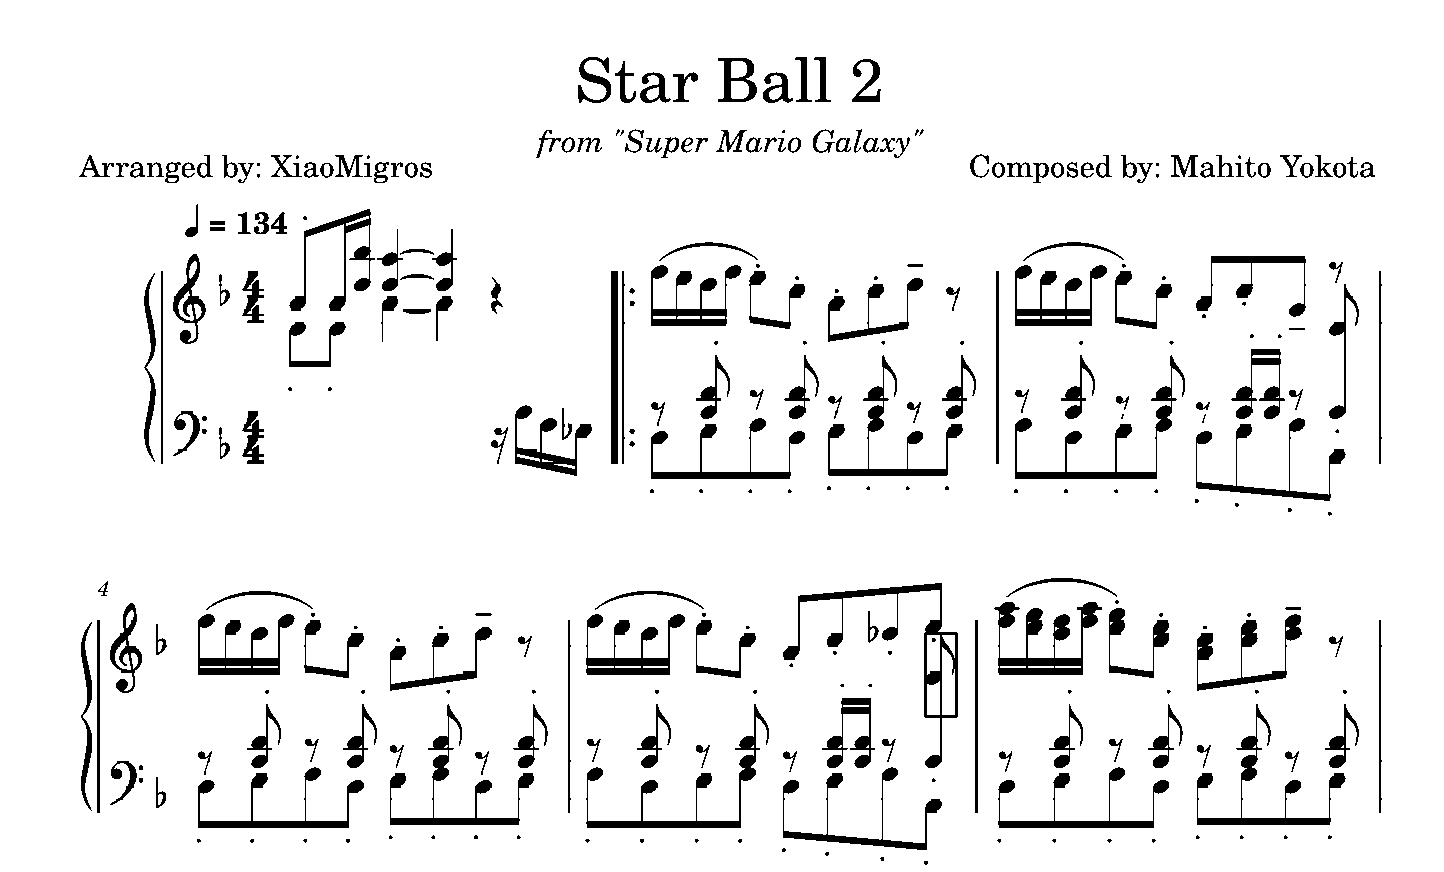 Star Ball 2
from "Super Mario Galaxy"
Arranged by: XiaoMigros
Composed by: Mahito Yokota
♩ = 134
4